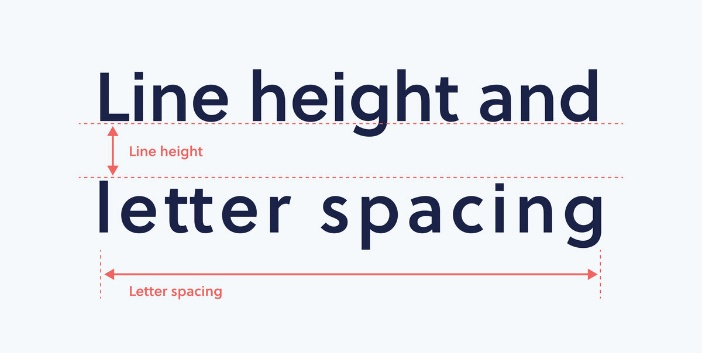 Line height and
Line height
letter spacing
Letter spacing